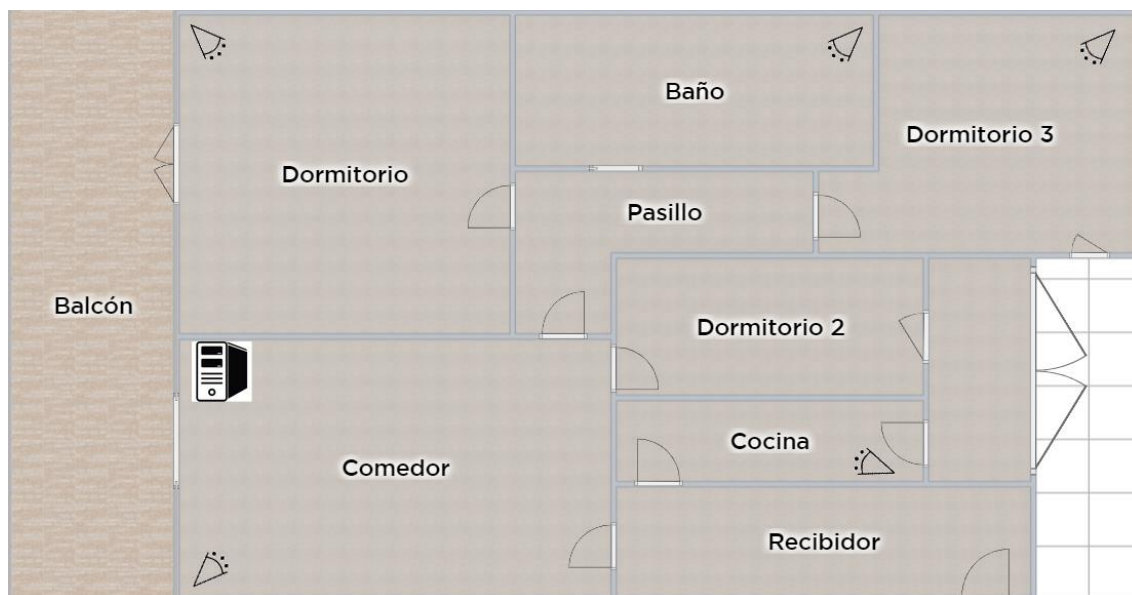 Baño
Dormitorio 3
Dormitorio
Pasillo
Balcón
Dormitorio 2
Cocina
Comedor
Recibidor